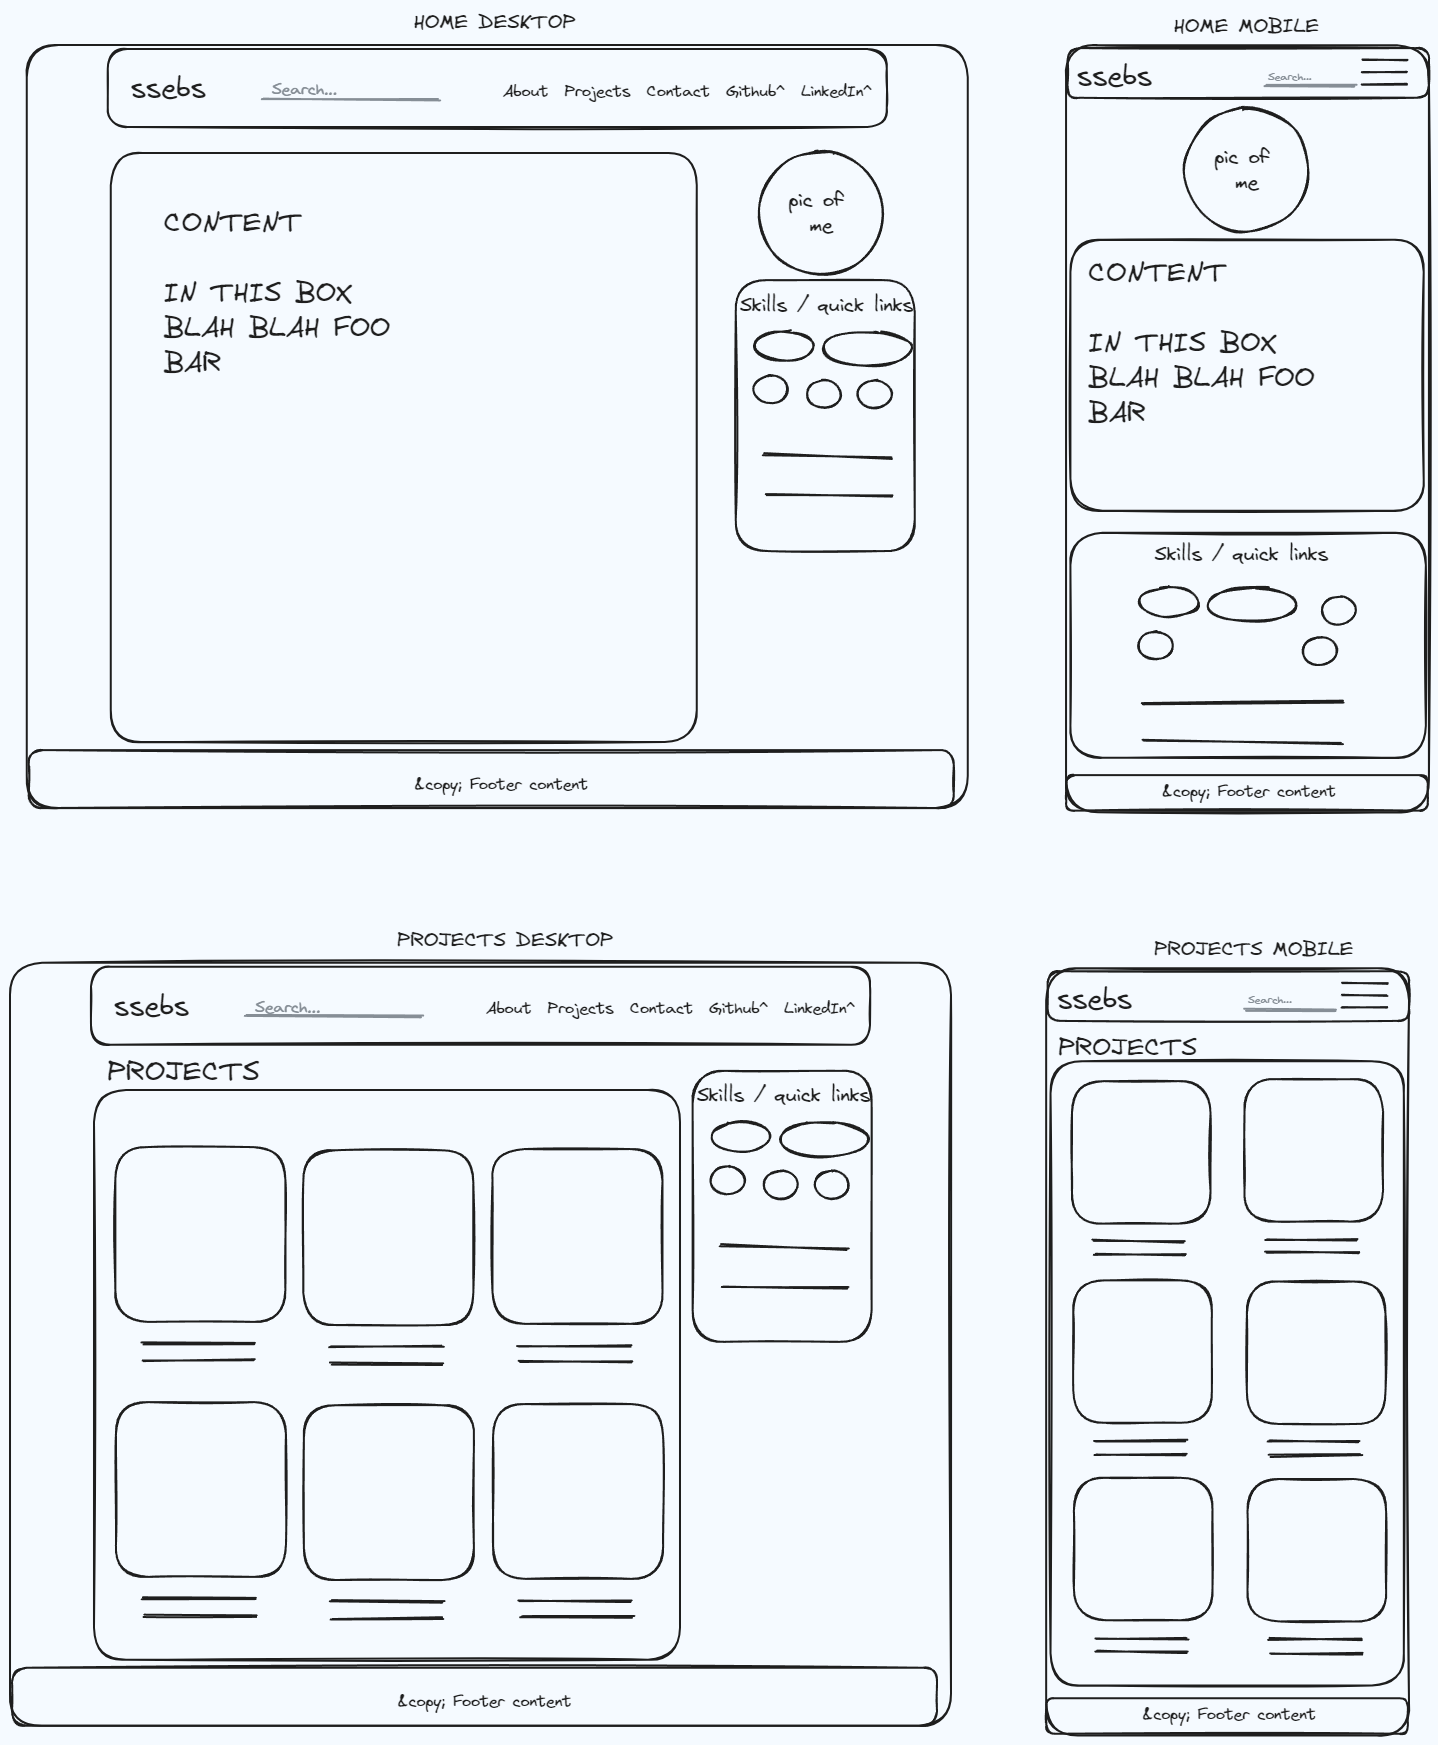 HOME DESKTOP
ssebs
Search...
About Projects Contact Github^ LinkedIn^
CONTENT
IN THIS BOX
BLAH BLAH FOO
BAR
pic of
me
Skills / quick links
&copy; Footer content
HOME MOBILE
ssebs
Search...
pic of
me
CONTENT
IN THIS BOX
BLAH BLAH FOO
BAR
Skills / quick links
&copy; Footer content
PROJECTS DESKTOP
ssebs
Search...
About Projects Contact Github^ LinkedIn^
PROJECTS
Skills / quick links
&copy; Footer content
PROJECTS MOBILE
ssebs
Search...
PROJECTS
&copy; Footer content